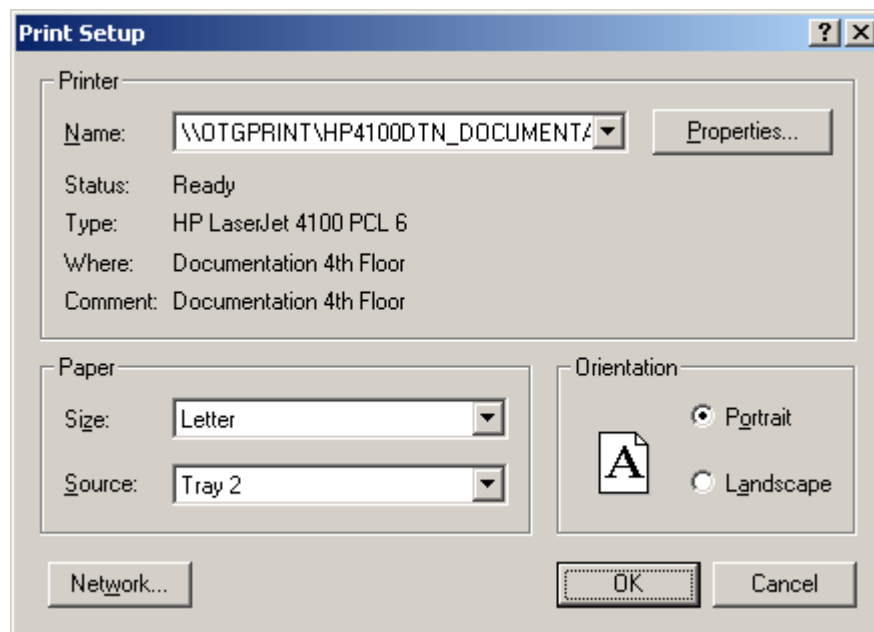 Print Setup
Printer
Name: \\OTGPRINT\HP4100DTN_DOCUMENTA
Properties...
Status: Ready
Type: HP LaserJet 4100 PCL 6
Where: Documentation 4th Floor
Comment: Documentation 4th Floor
Paper
Size: Letter
Source: Tray 2
Orientation
A
Portrait
Landscape
Network...
OK
Cancel